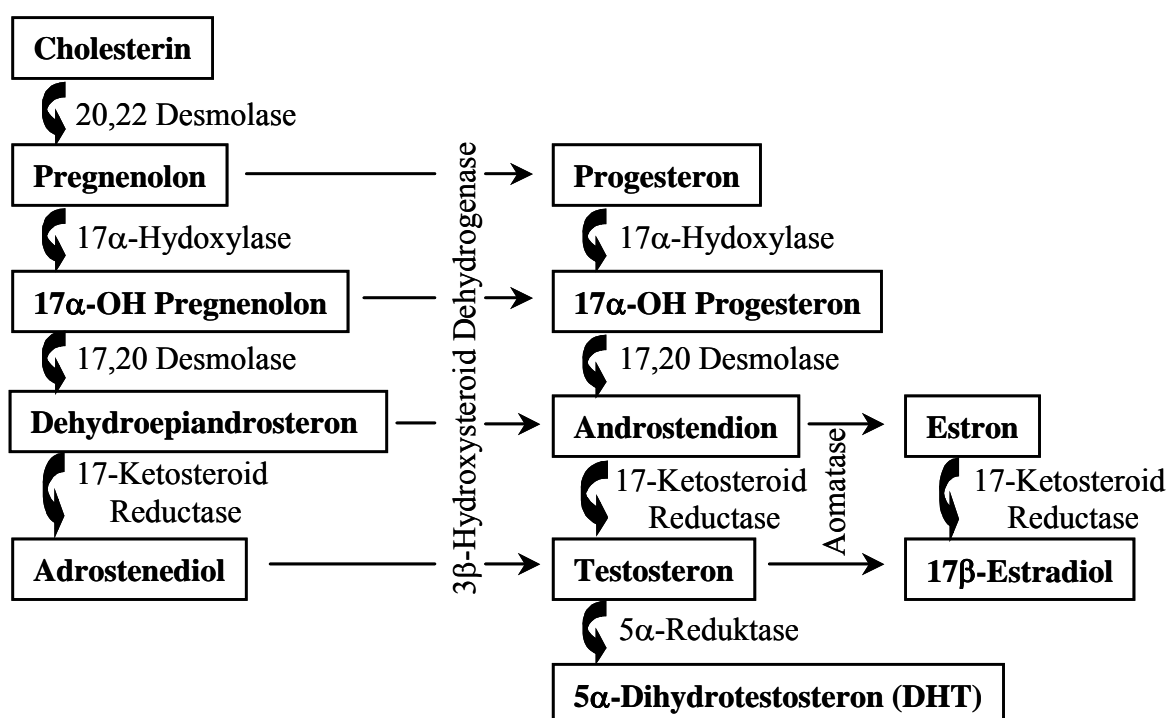 Cholesterin
20,22 Desmolase
Pregnenolon
Progesteron
17α-Hydoxylase
17α-Hydoxylase
3β-Hydroxysteroid Dehydrogenase
17α-OH Pregnenolon
17α-OH Progesteron
17,20 Desmolase
17,20 Desmolase
Dehydroepiandrosteron
Androstendion
Estron
17-Ketosteroid
Reductase
17-Ketosteroid
Reductase
Aomatase
17-Ketosteroid
Reductase
Adrostenediol
Testosteron
17β-Estradiol
5α-Reduktase
5α-Dihydrotestosteron (DHT)